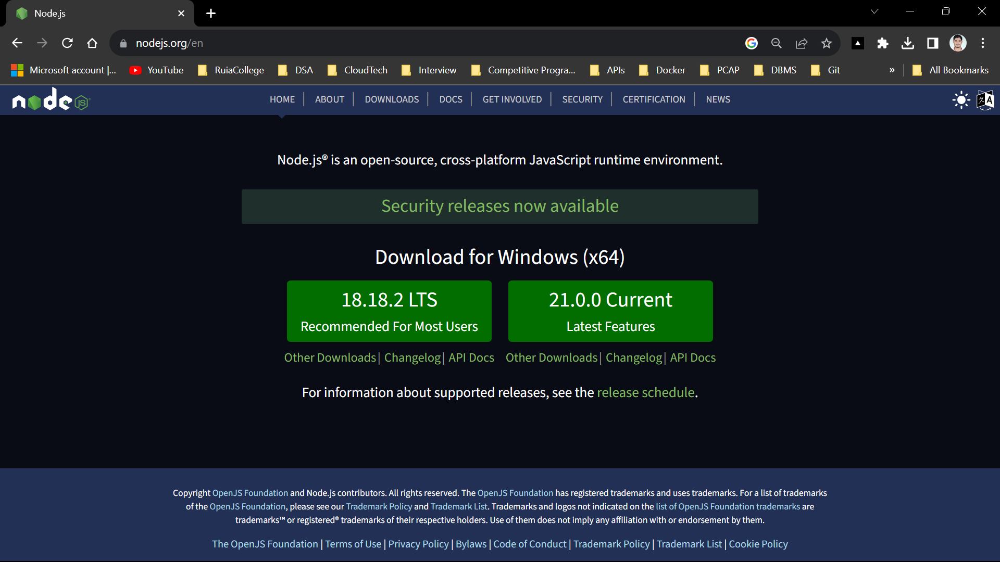 Node.js
nodejs.org/en
Microsoft account |... YouTube RuiaCollege DSA CloudTech Interview Competitive Progra... APIs Docker PCAP DBMS Git » All Bookmarks
node JS HOME ABOUT DOWNLOADS DOCS GET INVOLVED SECURITY CERTIFICATION NEWS
Node.js® is an open-source, cross-platform JavaScript runtime environment.
Security releases now available
Download for Windows (x64)
18.18.2 LTS 21.0.0 Current
Recommended For Most Users Latest Features
Other Downloads | Changelog | API Docs Other Downloads | Changelog | API Docs
For information about supported releases, see the release schedule.
Copyright OpenJS Foundation and Node.js contributors. All rights reserved. The OpenJS Foundation has registered trademarks and uses trademarks. For a list of trademarks
of the OpenJS Foundation, please see our Trademark Policy and Trademark List. Trademarks and logos not indicated on the list of OpenJS Foundation trademarks are
trademarks™ or registered® trademarks of their respective holders. Use of them does not imply any affiliation with or endorsement by them.
The OpenJS Foundation | Terms of Use | Privacy Policy | Bylaws | Code of Conduct | Trademark Policy | Trademark List | Cookie Policy